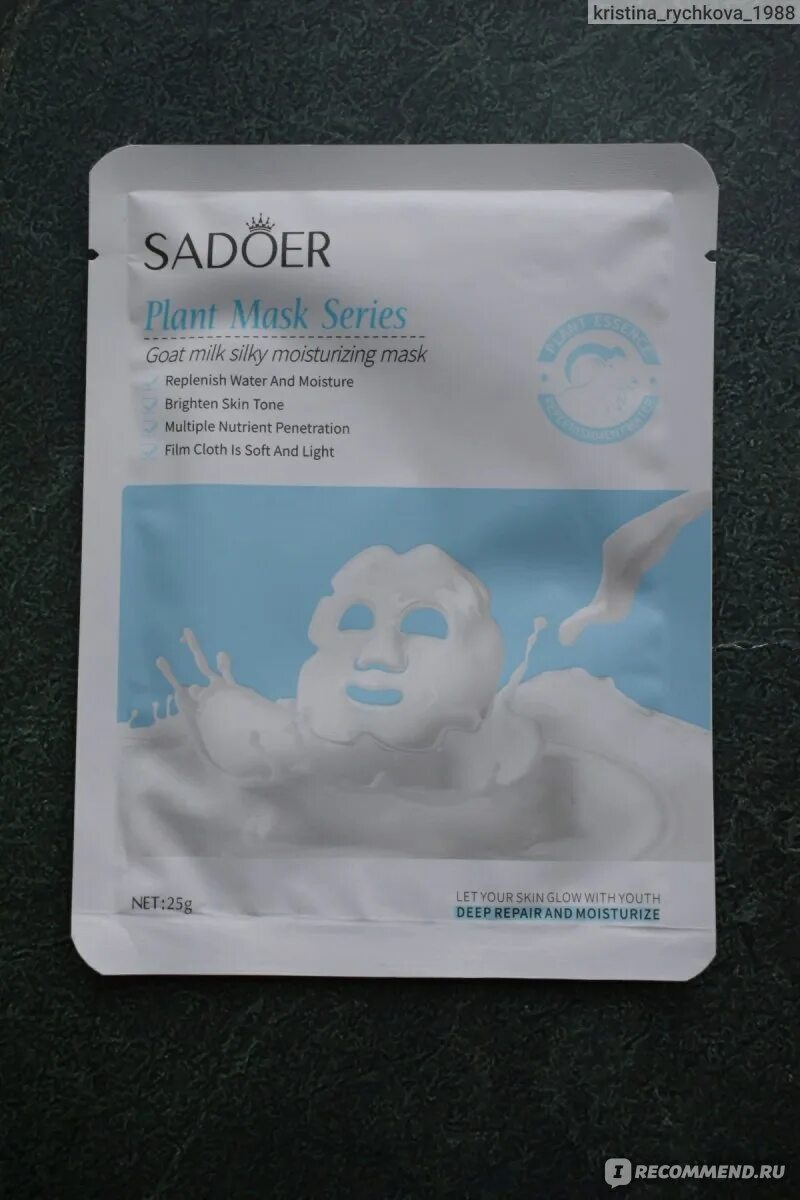 kristina_rychkova_1988
SADOER
Plant Mask Series
Goat milk silky moisturizing mask
Replenish Water And Moisture
Brighten Skin Tone
Multiple Nutrient Penetration
Film Cloth Is Soft And Light
PLANT ESSENCE
NET:25g
LET YOUR SKIN GLOW WITH YOUTH
DEEP REPAIR AND MOISTURIZE
IRECOMMEND.RU